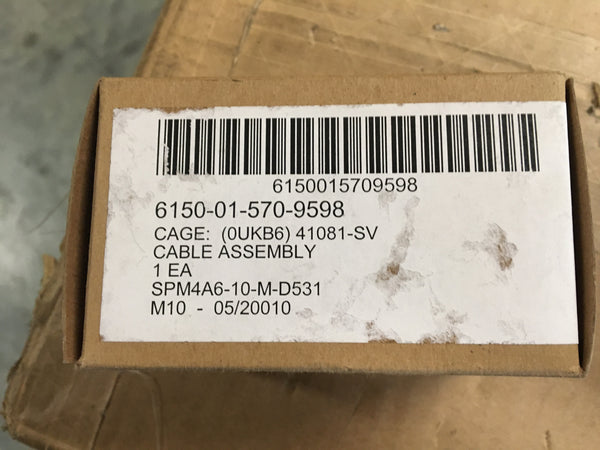 6150015709598
6150-01-570-9598
CAGE: (0UKB6) 41081-SV
CABLE ASSEMBLY
1 EA
SPM4A6-10-M-D531
M10 - 05/20010